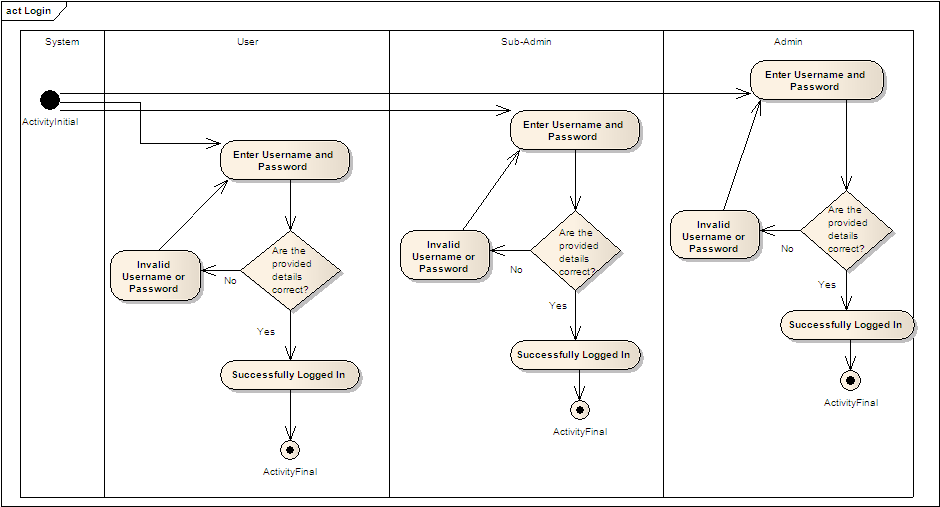 act Login
System
User
Sub-Admin
Admin
ActivityInitial
Enter Username and
Password
Are the
provided
details
correct?
No
Invalid
Username or
Password
Yes
Successfully Logged In
ActivityFinal
Enter Username and
Password
Are the
provided
details
correct?
No
Invalid
Username or
Password
Yes
Successfully Logged In
ActivityFinal
Enter Username and
Password
Are the
provided
details
correct?
No
Invalid
Username or
Password
Yes
Successfully Logged In
ActivityFinal